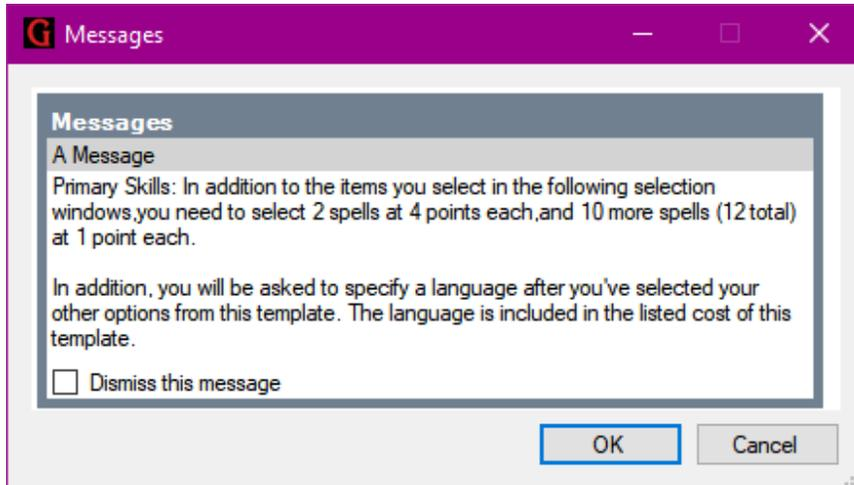 G Messages
Messages
A Message
Primary Skills: In addition to the items you select in the following selection
windows,you need to select 2 spells at 4 points each,and 10 more spells (12 total)
at 1 point each.
In addition, you will be asked to specify a language after you've selected your
other options from this template. The language is included in the listed cost of this
template.
Dismiss this message
OK Cancel